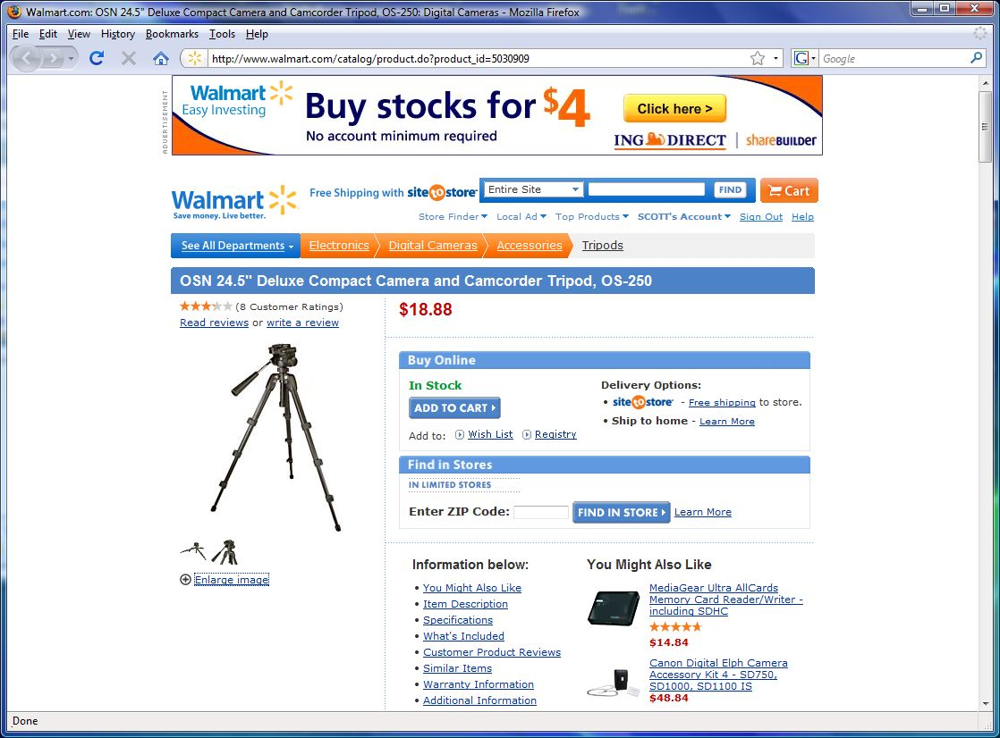 Walmart.com: OSN 24.5" Deluxe Compact Camera and Camcorder Tripod, OS-250: Digital Cameras - Mozilla Firefox
File Edit View History Bookmarks Tools Help
http://www.walmart.com/catalog/product.do?product_id=5030909
G Google
ADVERTISEMENT
Walmart
Easy Investing
Buy stocks for $4
No account minimum required
Click here >
ING DIRECT | sharebuilder
Walmart
Save money. Live better.
Free Shipping with site to store
Entire Site FIND Cart
Store Finder Local Ad Top Products SCOTT'S Account Sign Out Help
See All Departments Electronics Digital Cameras Accessories Tripods
OSN 24.5" Deluxe Compact Camera and Camcorder Tripod, OS-250
(8 Customer Ratings)
Read reviews or write a review
$18.88
Buy Online
In Stock
ADD TO CART
Add to: Wish List Registry
Delivery Options:
• site to store - Free shipping to store.
• Ship to home - Learn More
Find in Stores
IN LIMITED STORES
Enter ZIP Code: FIND IN STORE Learn More
Enlarge image
Information below:
• You Might Also Like
• Item Description
• Specifications
• What's Included
• Customer Product Reviews
• Similar Items
• Warranty Information
• Additional Information
You Might Also Like
MediaGear Ultra AllCards
Memory Card Reader/Writer -
including SDHC
$14.84
Canon Digital Elph Camera
Accessory Kit 4 - SD750,
SD1000, SD1100 IS
$48.84
Done